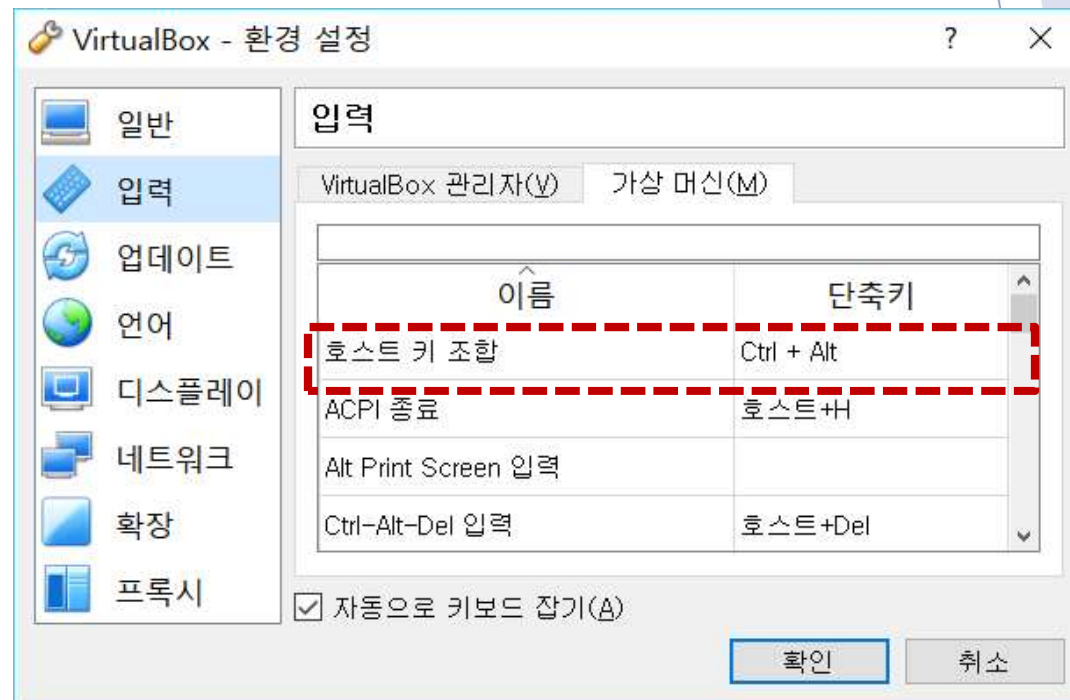 VirtualBox - 환경 설정
?
일반
입력
업데이트
언어
디스플레이
네트워크
확장
프록시
입력
VirtualBox 관리자(V) 가상 머신(M)
이름 단축키
호스트 키 조합 Ctrl + Alt
ACPI 종료 호스트+H
Alt Print Screen 입력
Ctrl-Alt-Del 입력 호스트+Del
자동으로 키보드 잡기(A)
확인 취소